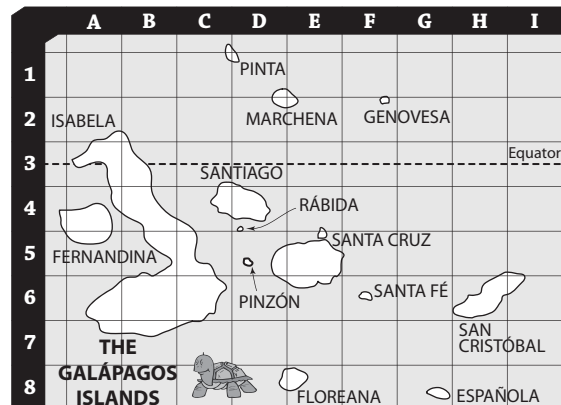 A B C D E F G H I
1
PINTA
2
ISABELA
MARCHENA
GENOVESA
Equator
3
SANTIAGO
4
RÁBIDA
SANTA CRUZ
FERNANDINA
5
SANTA FÉ
6
PINZÓN
SAN
CRISTÓBAL
7
THE
GALÁPAGOS
ISLANDS
8
FLOREANA
ESPAÑOLA